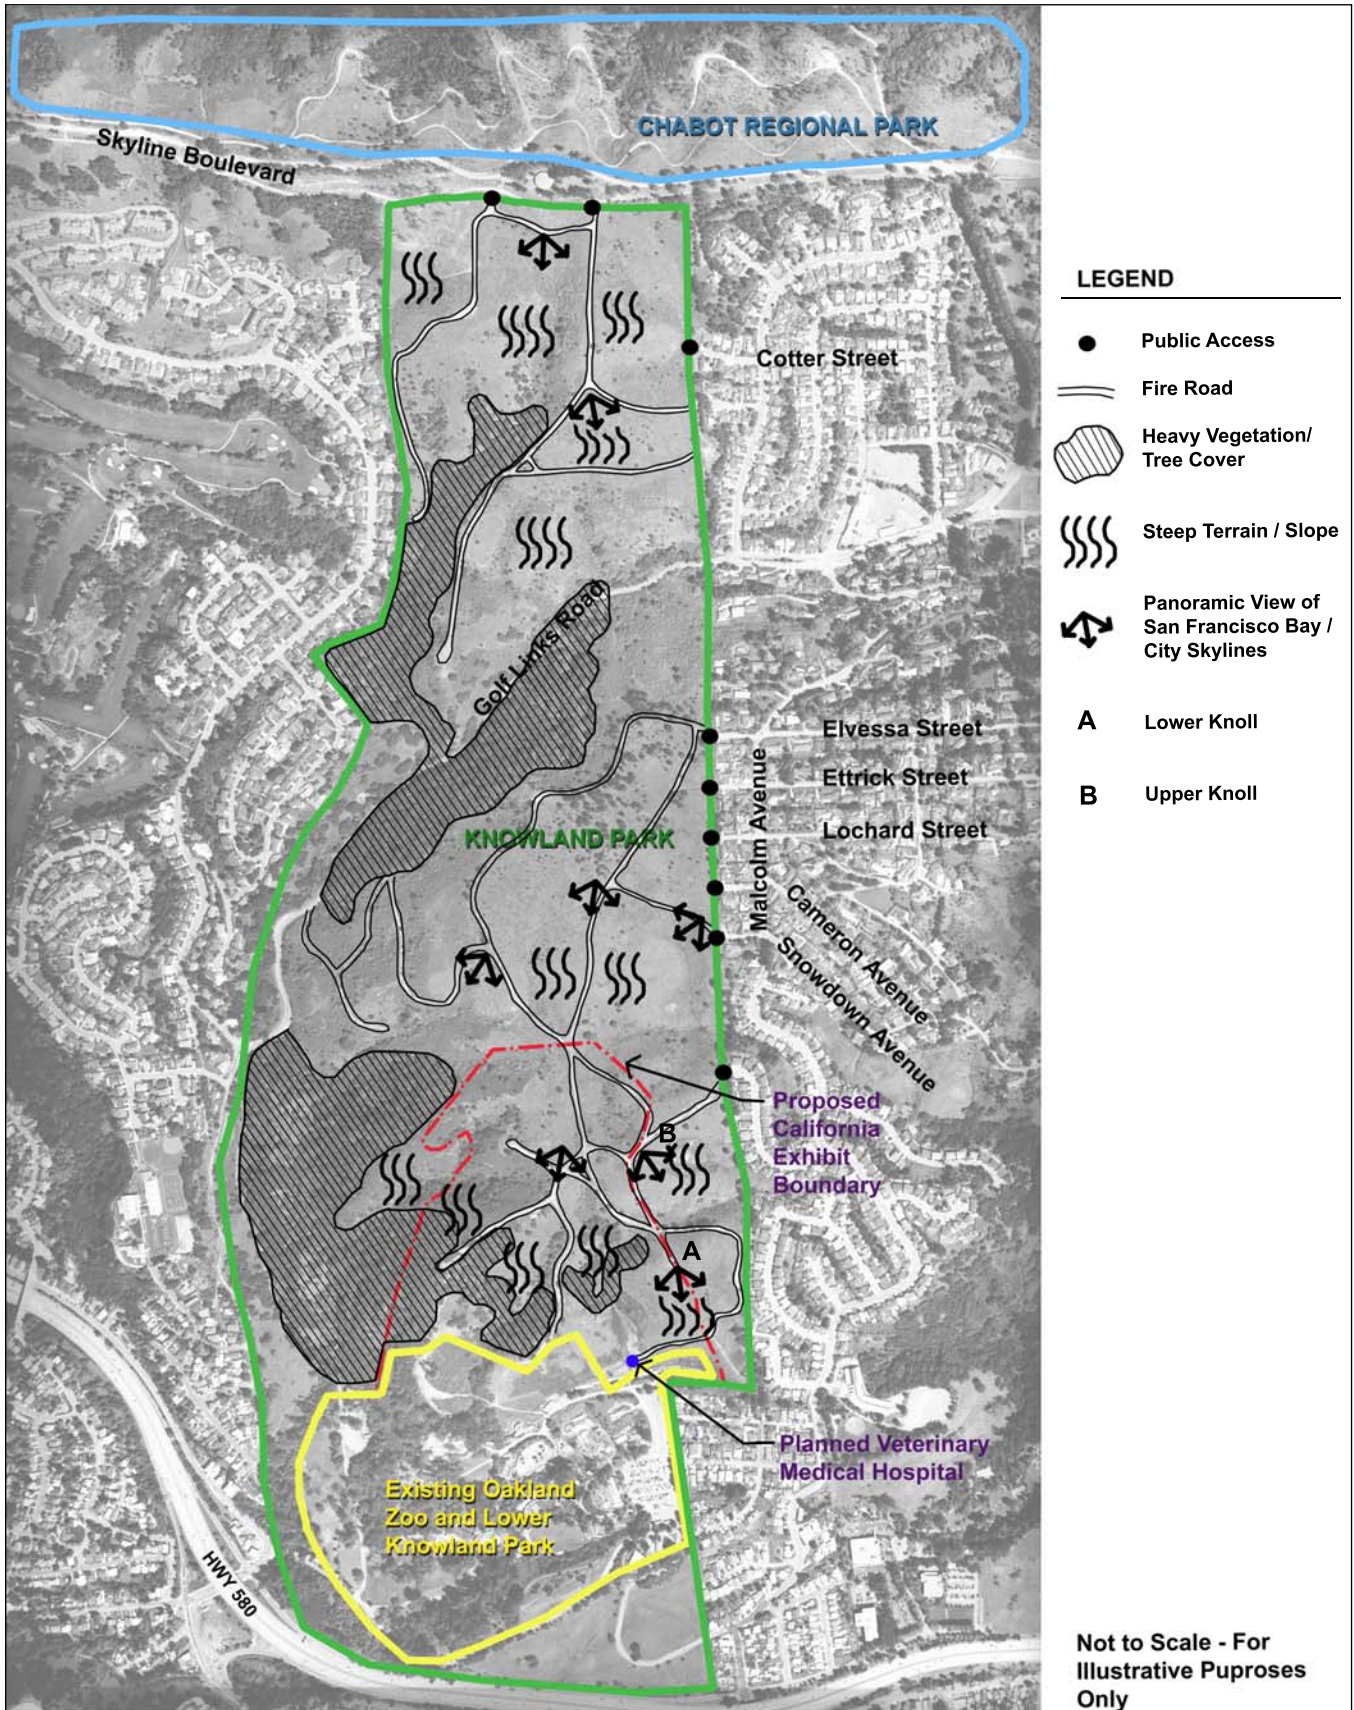 CHABOT REGIONAL PARK
Skyline Boulevard
Cotter Street
Golf Links Road
Elvessa Street
Ettrick Street
KNOWLAND PARK
Lochard Street
Malcolm Avenue
Cameron Avenue
Snowdown Avenue
Proposed
California
Exhibit
Boundary
B
A
Planned Veterinary
Medical Hospital
Existing Oakland
Zoo and Lower
Knowland Park
HWY 580
LEGEND
Public Access
Fire Road
Heavy Vegetation/
Tree Cover
Steep Terrain / Slope
Panoramic View of
San Francisco Bay /
City Skylines
A Lower Knoll
B Upper Knoll
Not to Scale - For
Illustrative Puproses
Only